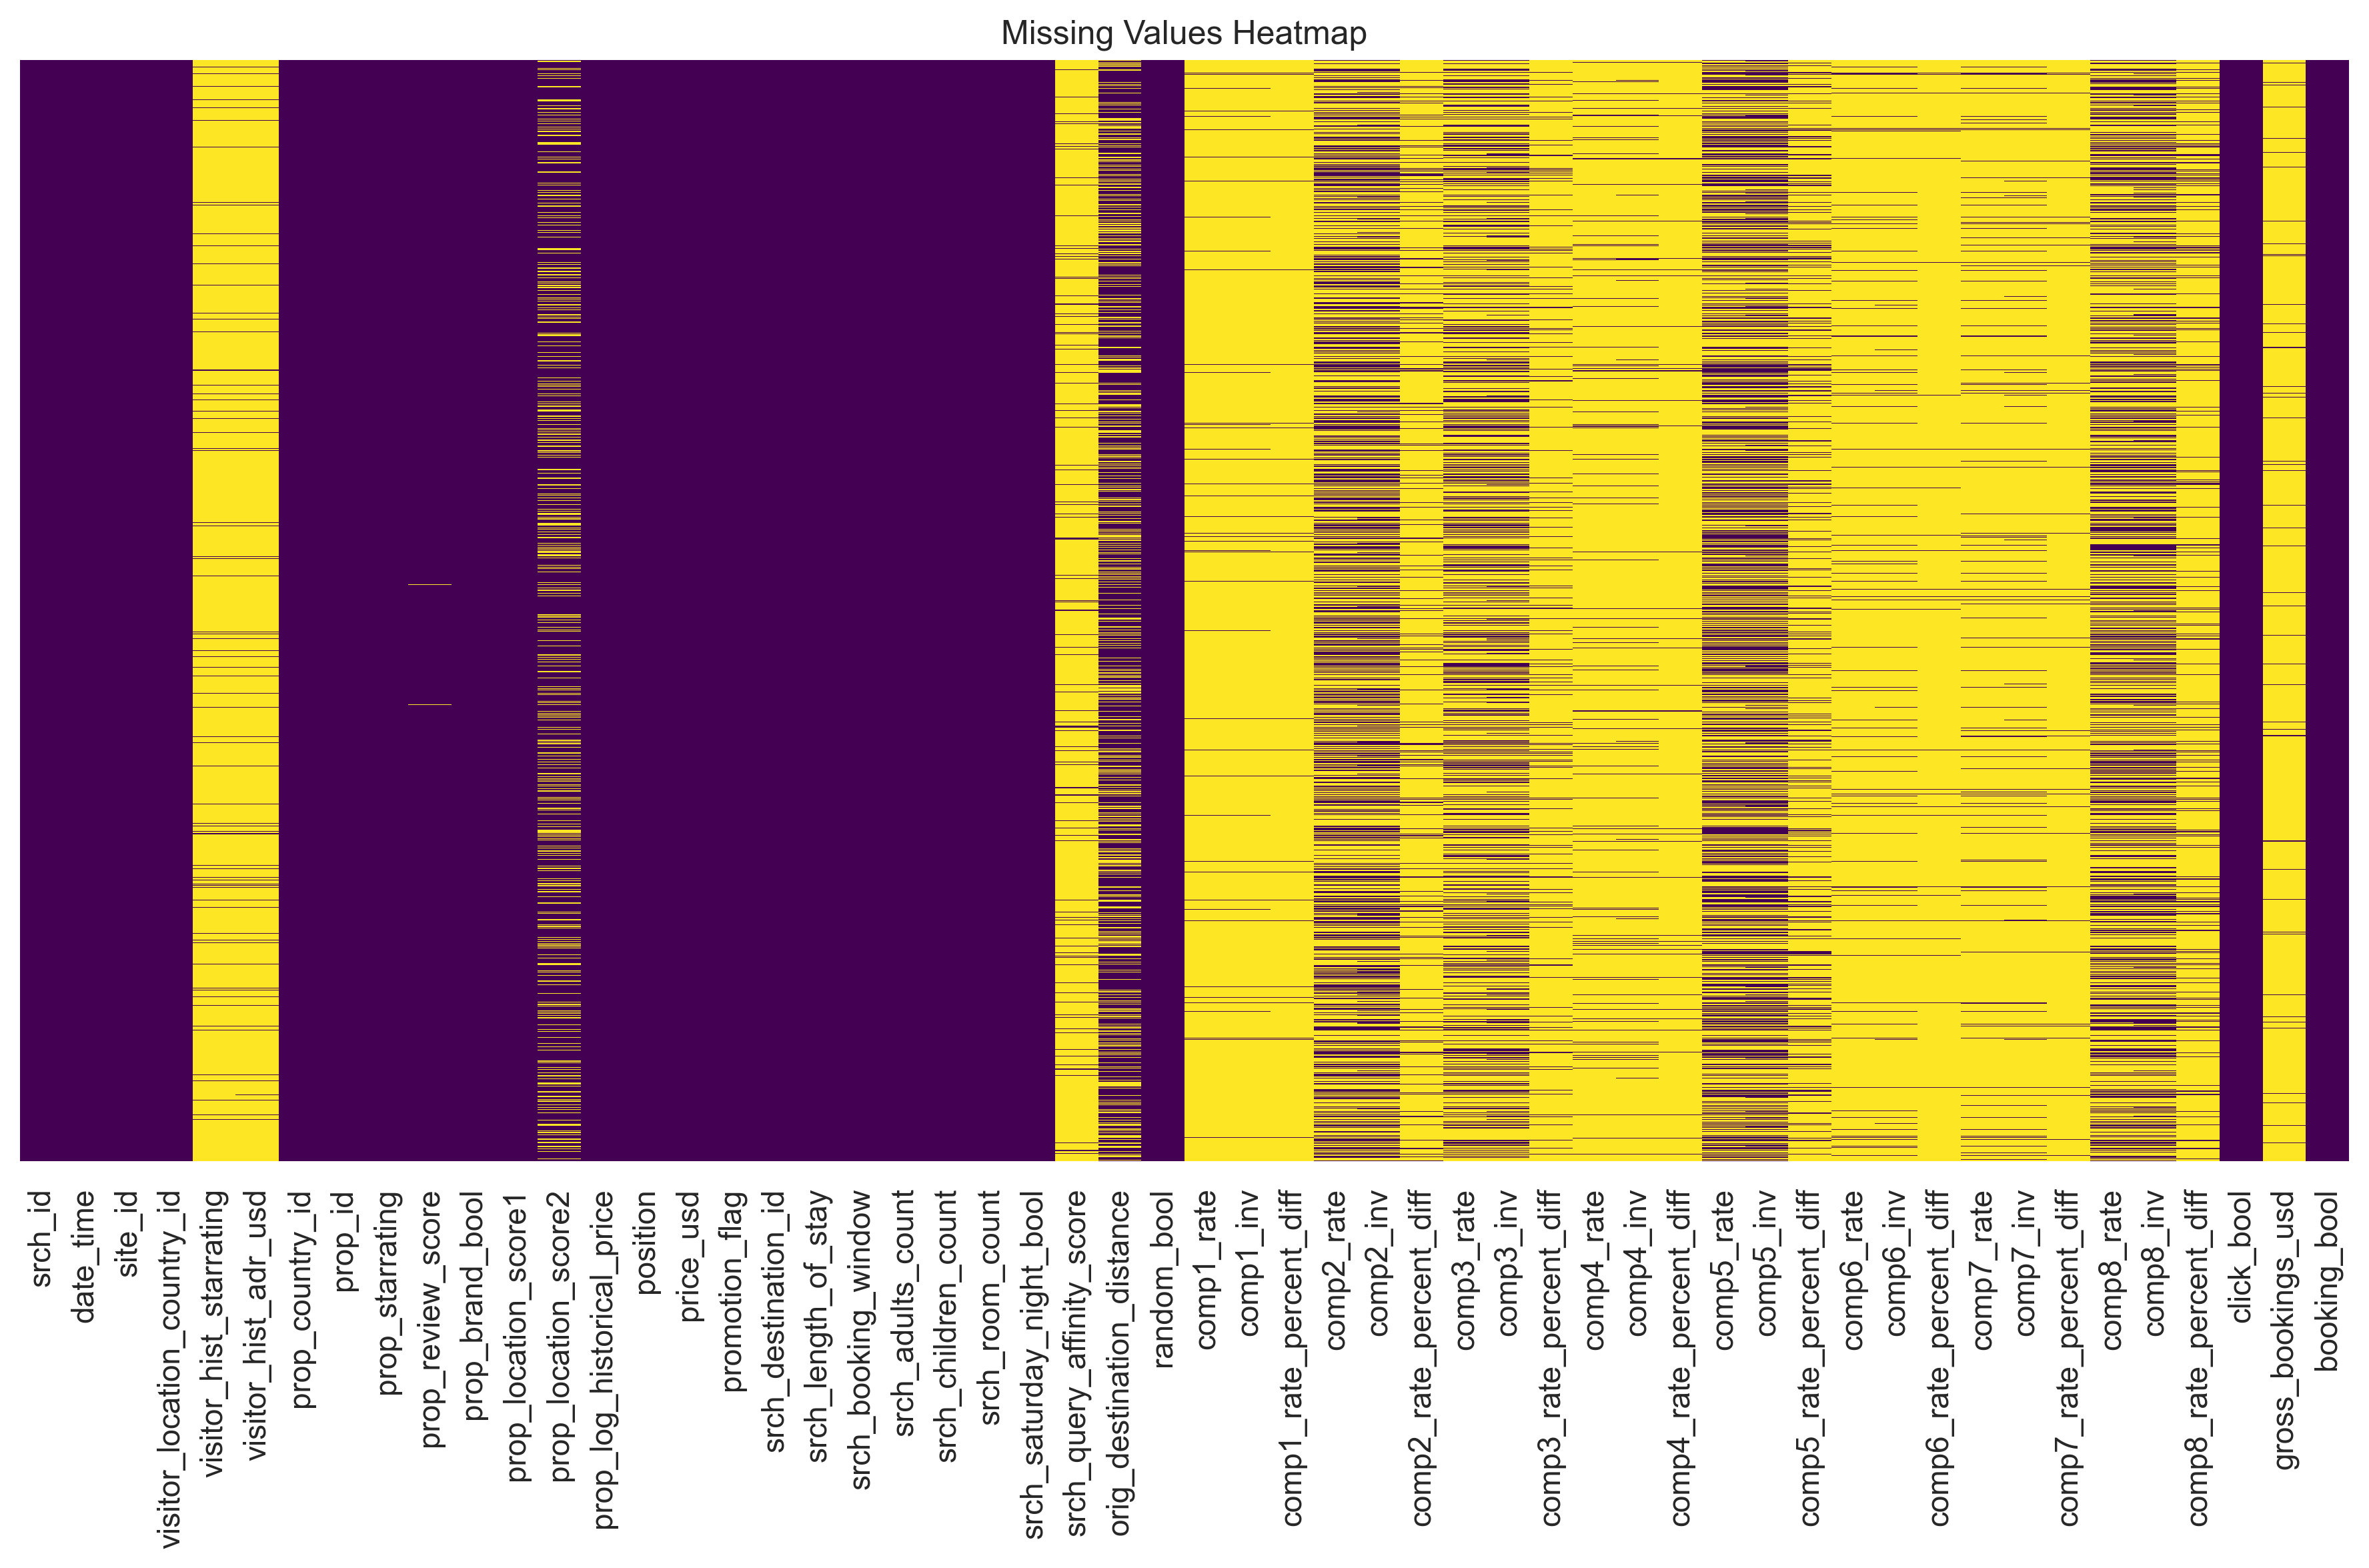 Missing Values Heatmap
srch_id
date_time
site_id
visitor_location_country_id
visitor_hist_starrating
visitor_hist_adr_usd
prop_country_id
prop_id
prop_starrating
prop_review_score
prop_brand_bool
prop_location_score1
prop_location_score2
prop_log_historical_price
position
price_usd
promotion_flag
srch_destination_id
srch_length_of_stay
srch_booking_window
srch_adults_count
srch_children_count
srch_room_count
srch_saturday_night_bool
srch_query_affinity_score
orig_destination_distance
random_bool
comp1_rate
comp1_inv
comp1_rate_percent_diff
comp2_rate
comp2_inv
comp2_rate_percent_diff
comp3_rate
comp3_inv
comp3_rate_percent_diff
comp4_rate
comp4_inv
comp4_rate_percent_diff
comp5_rate
comp5_inv
comp5_rate_percent_diff
comp6_rate
comp6_inv
comp6_rate_percent_diff
comp7_rate
comp7_inv
comp7_rate_percent_diff
comp8_rate
comp8_inv
comp8_rate_percent_diff
click_bool
gross_bookings_usd
booking_bool